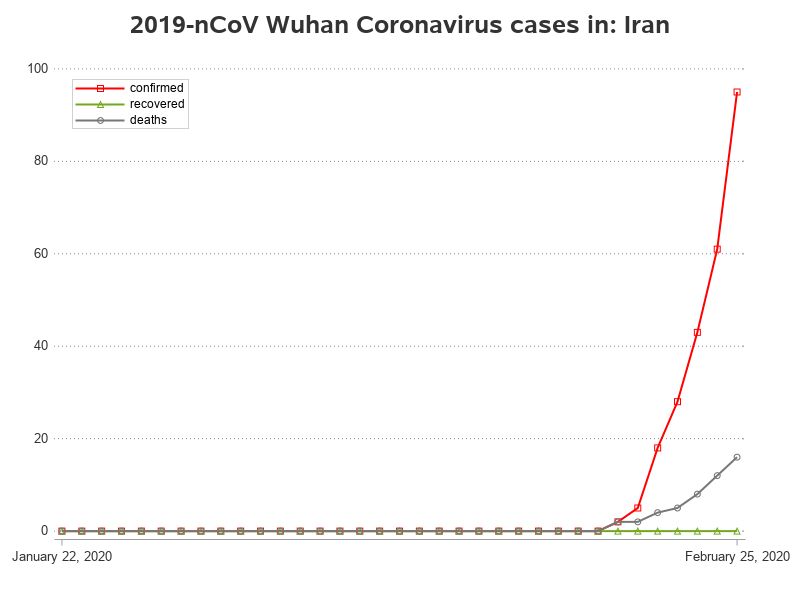 2019-nCoV Wuhan Coronavirus cases in: Iran
100
confirmed
recovered
deaths
80
60
40
20
0
January 22, 2020
February 25, 2020